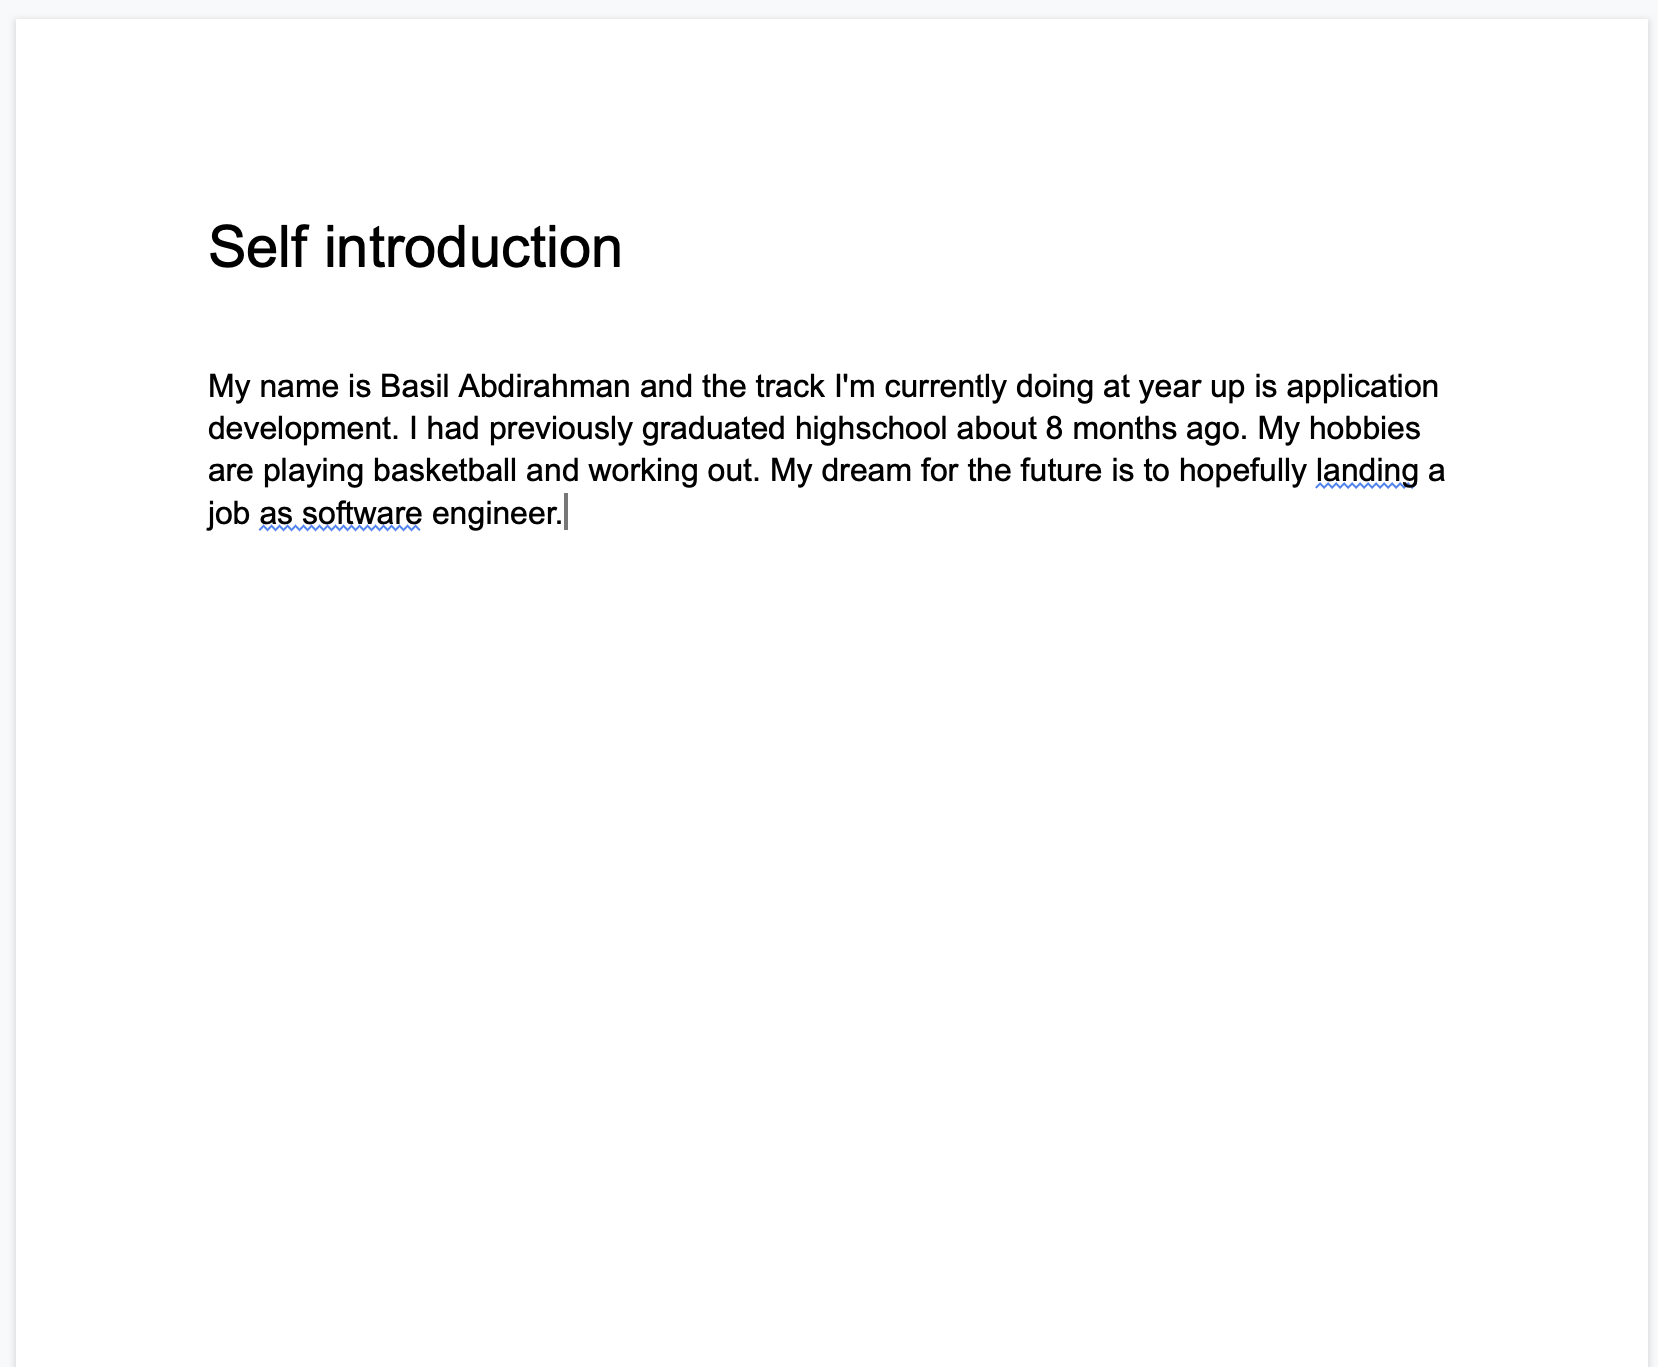 Self introduction
My name is Basil Abdirahman and the track I'm currently doing at year up is application
development. I had previously graduated highschool about 8 months ago. My hobbies
are playing basketball and working out. My dream for the future is to hopefully landing a
job as software engineer.